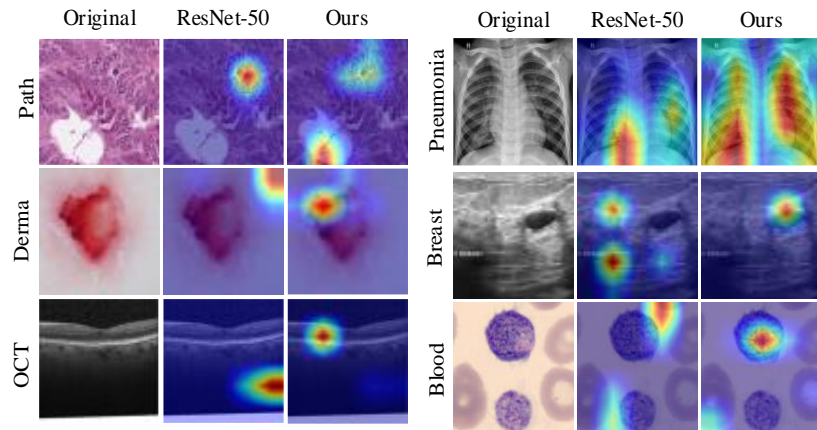 Original ResNet-50 Ours
Path
Derma
OCT
Original ResNet-50 Ours
Pneumonia
R
Breast
Blood